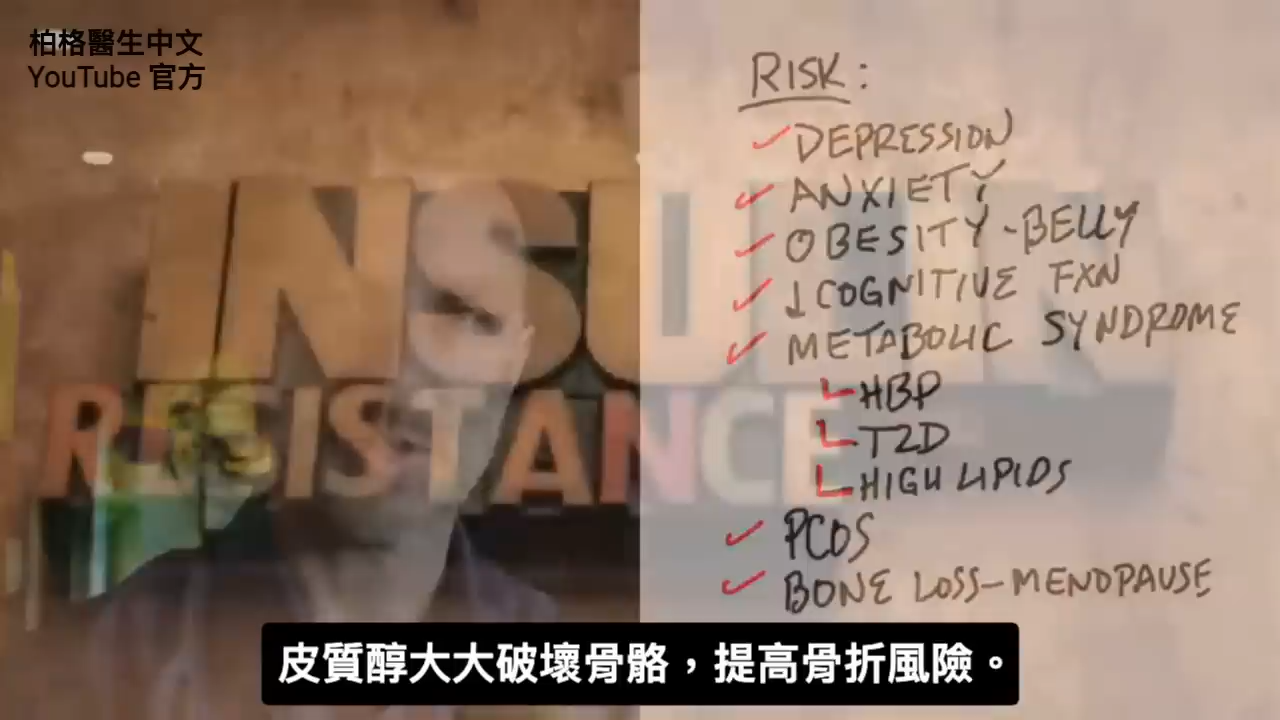 柏格醫生中文
YouTube 官方
INSULIN
RESISTANCE
RISK:
DEPRESSION
ANXIETY
OBESITY-BELLY
↓COGNITIVE FXN
METABOLIC SYNDROME
HBP
T2D
HIGH LIPIDS
PCOS
BONE LOSS-MENOPAUSE
皮質醇大大破壞骨骼，提高骨折風險。